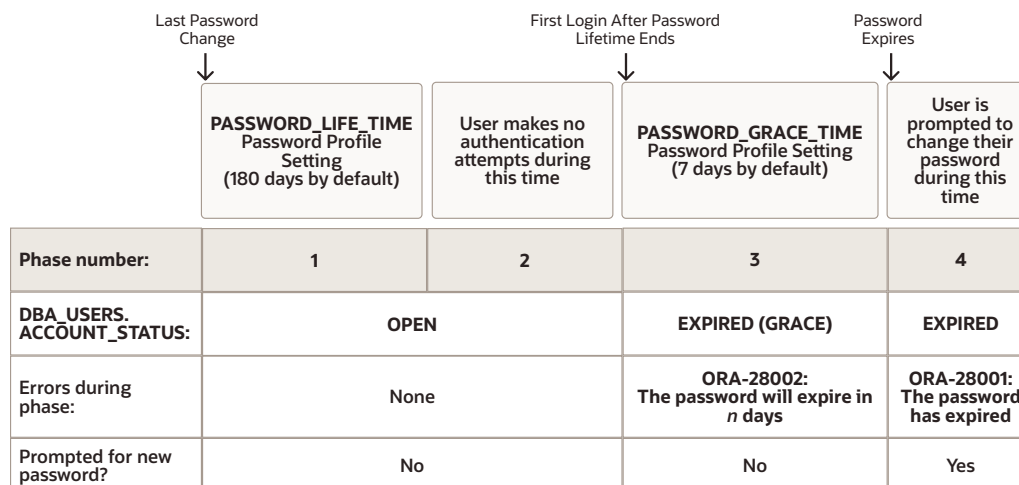 Last Password
Change
First Login After Password
Lifetime Ends
Password
Expires
PASSWORD_LIFE_TIME
Password Profile
Setting
(180 days by default)
User makes no
authentication
attempts during
this time
PASSWORD_GRACE_TIME
Password Profile Setting
(7 days by default)
User is
prompted to
change their
password
during this
time
Phase number:
1
2
3
4
DBA_USERS.
ACCOUNT_STATUS:
OPEN
EXPIRED (GRACE)
EXPIRED
Errors during
phase:
None
ORA-28002:
The password will expire in
n days
ORA-28001:
The password
has expired
Prompted for new
password?
No
No
Yes